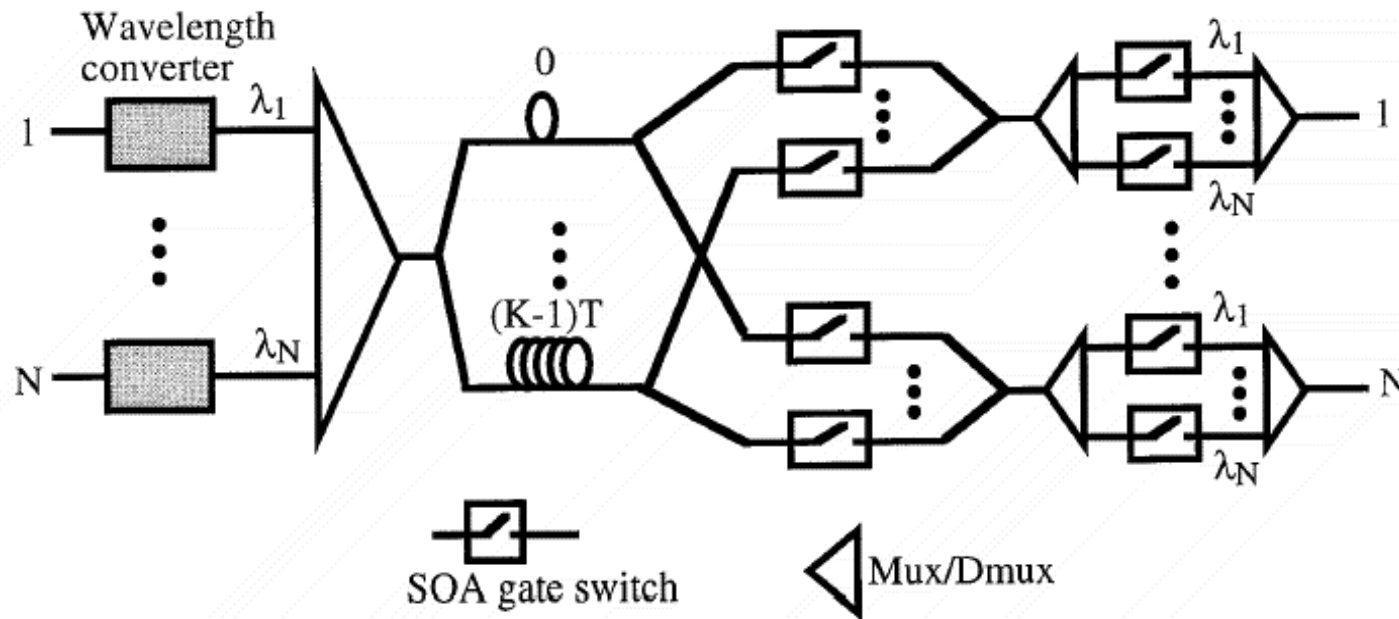 Wavelength
converter
1
λ1
N
λN
0
(K-1)T
λ1
λN
1
λ1
λN
N
SOA gate switch
Mux/Dmux